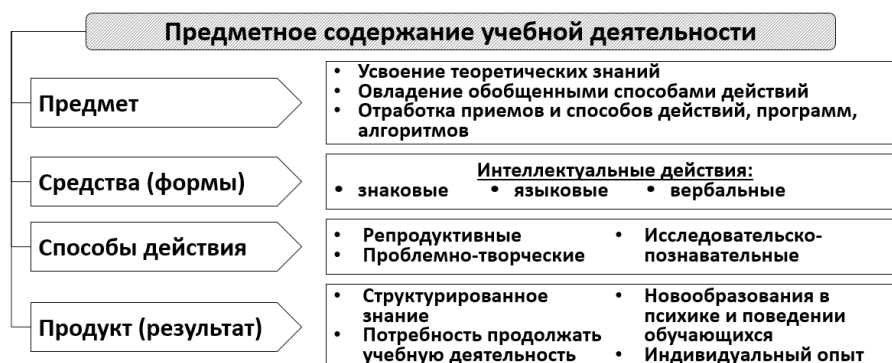 Предметное содержание учебной деятельности
Предмет
• Усвоение теоретических знаний
• Овладение обобщенными способами действий
• Отработка приемов и способов действий, программ,
алгоритмов
Средства (формы)
Интеллектуальные действия:
• знаковые • языковые • вербальные
Способы действия
• Репродуктивные
• Проблемно-творческие
• Исследовательско-
познавательные
Продукт (результат)
• Структурированное
знание
• Потребность продолжать
учебную деятельность
• Новообразования в
психике и поведении
обучающихся
• Индивидуальный опыт